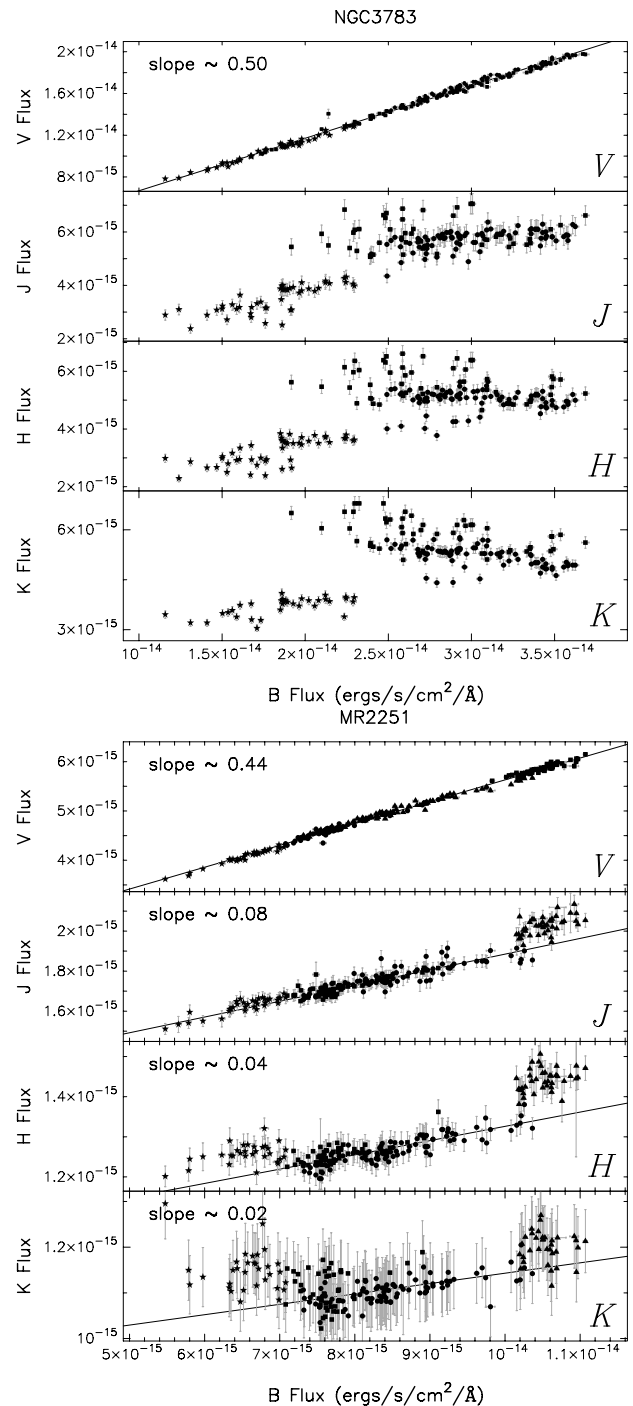 NGC3783
slope ~ 0.50
V Flux
2×10⁻¹⁴
1.6×10⁻¹⁴
1.2×10⁻¹⁴
8×10⁻¹⁵
V
J Flux
6×10⁻¹⁵
4×10⁻¹⁵
2×10⁻¹⁵
J
H Flux
6×10⁻¹⁵
4×10⁻¹⁵
2×10⁻¹⁵
H
K Flux
6×10⁻¹⁵
3×10⁻¹⁵
K
10⁻¹⁴ 1.5×10⁻¹⁴ 2×10⁻¹⁴ 2.5×10⁻¹⁴ 3×10⁻¹⁴ 3.5×10⁻¹⁴
B Flux (ergs/s/cm²/Å)
MR2251
slope ~ 0.44
V Flux
6×10⁻¹⁵
5×10⁻¹⁵
4×10⁻¹⁵
V
slope ~ 0.08
J Flux
2×10⁻¹⁵
1.8×10⁻¹⁵
1.6×10⁻¹⁵
J
slope ~ 0.04
H Flux
1.4×10⁻¹⁵
1.2×10⁻¹⁵
H
slope ~ 0.02
K Flux
1.2×10⁻¹⁵
10⁻¹⁵
K
5×10⁻¹⁵ 6×10⁻¹⁵ 7×10⁻¹⁵ 8×10⁻¹⁵ 9×10⁻¹⁵ 10⁻¹⁴ 1.1×10⁻¹⁴
B Flux (ergs/s/cm²/Å)